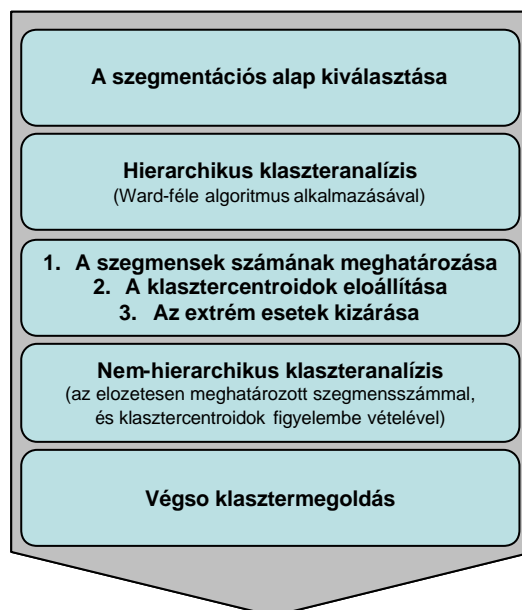 A szegmentációs alap kiválasztása
Hierarchikus klaszteranalízis
(Ward-féle algoritmus alkalmazásával)
1. A szegmensek számának meghatározása
2. A klasztercentroidok eloállítása
3. Az extrém esetek kizárása
Nem-hierarchikus klaszteranalízis
(az elozetesen meghatározott szegmensszámmal,
és klasztercentroidok figyelembe vételével)
Végso klasztermegoldás